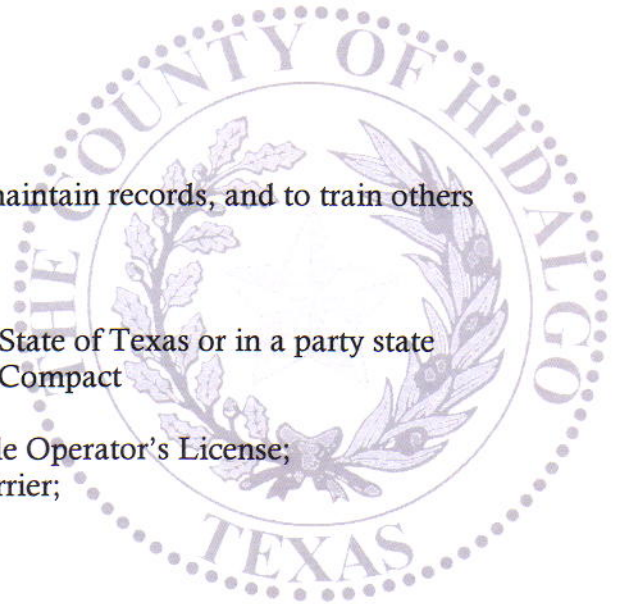 THE COUNTY OF HIDALGO
maintain records, and to train others
State of Texas or in a party state
Compact
le Operator's License;
rrier;
TEXAS